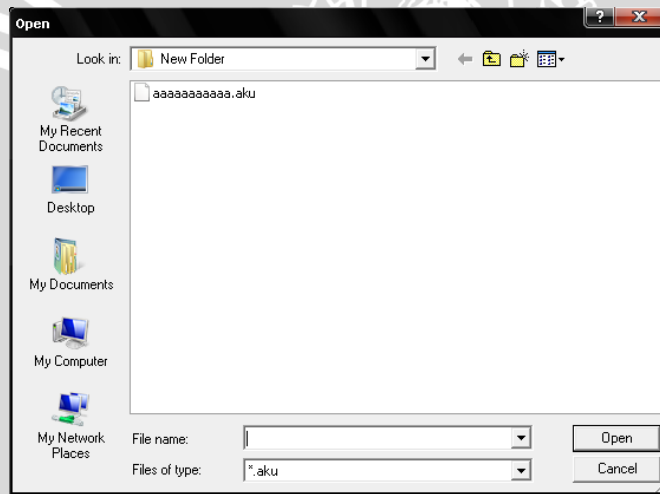 Open
Look in:
New Folder
aaaaaaaaaaa.aku
My Recent
Documents
Desktop
My Documents
My Computer
My Network
Places
File name:
Open
Files of type:
*.aku
Cancel